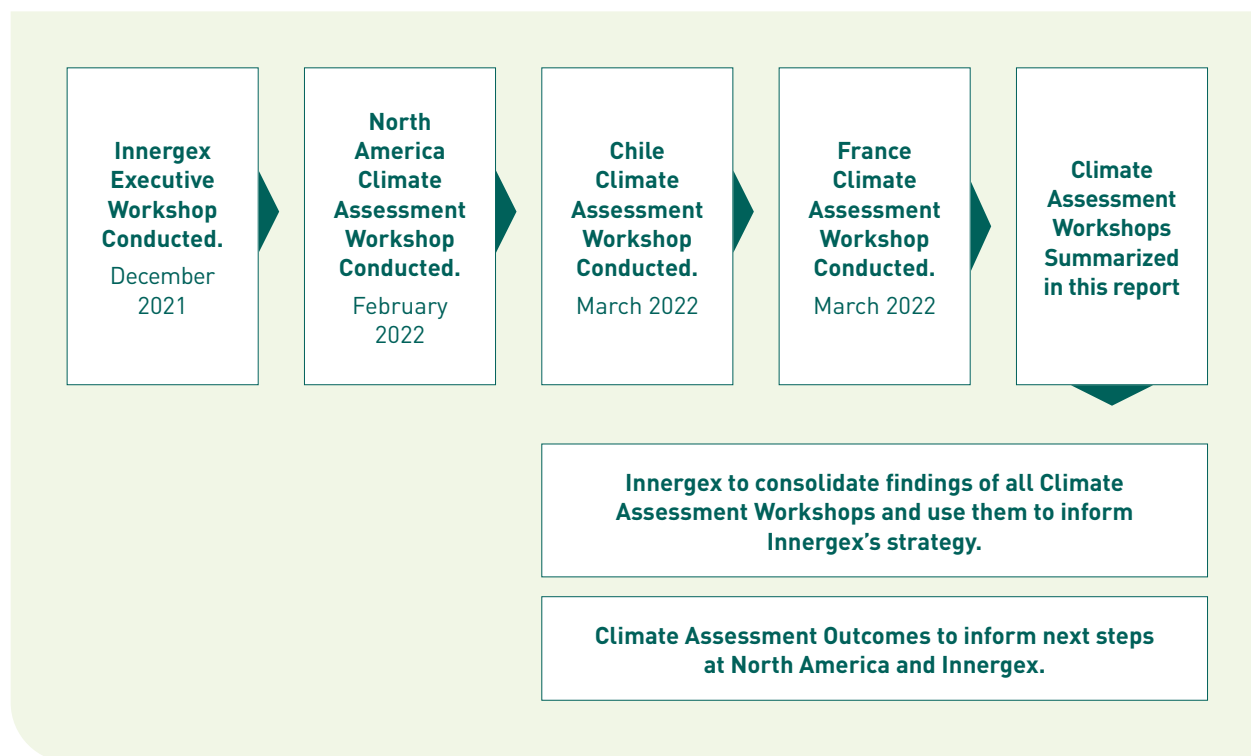 Innergex
Executive
Workshop
Conducted.
December
2021
North
America
Climate
Assessment
Workshop
Conducted.
February
2022
Chile
Climate
Assessment
Workshop
Conducted.
March 2022
France
Climate
Assessment
Workshop
Conducted.
March 2022
Climate
Assessment
Workshops
Summarized
in this report
Innergex to consolidate findings of all Climate
Assessment Workshops and use them to inform
Innergex’s strategy.
Climate Assessment Outcomes to inform next steps
at North America and Innergex.